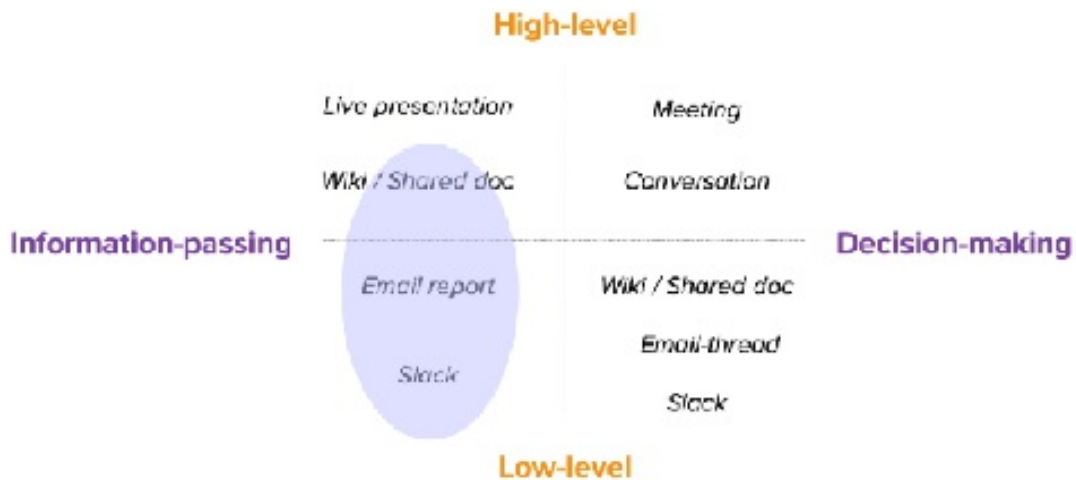 High-level
Live presentation
Meeting
Wiki / Shared doc
Conversation
Information-passing
Decision-making
Email report
Wiki / Shared doc
Email-thread
Slack
Slack
Low-level